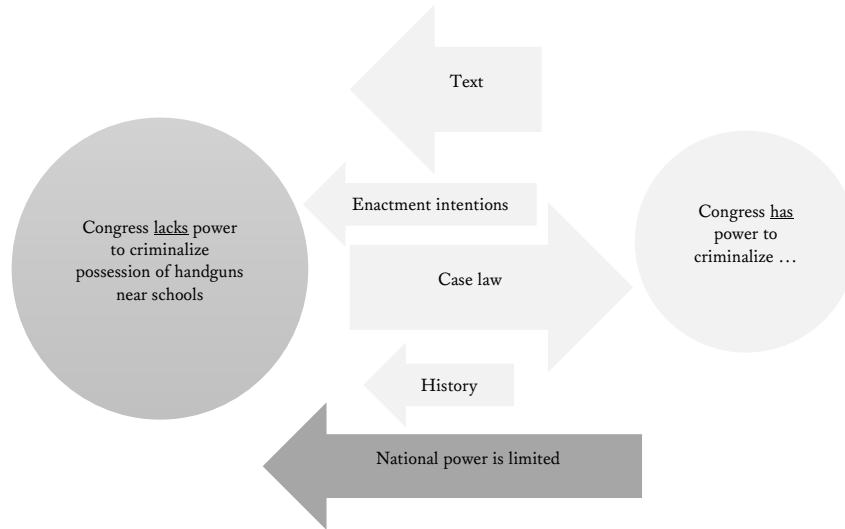 Text
Enactment intentions
Congress lacks power
to criminalize
possession of handguns
near schools
Congress has
power to
criminalize …
Case law
History
National power is limited